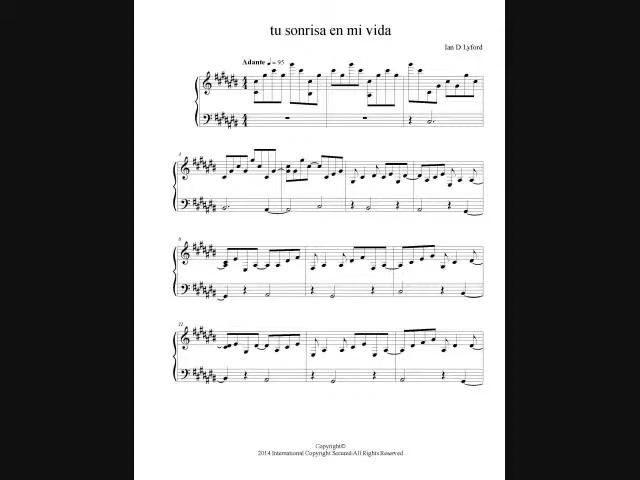 tu sonrisa en mi vida
Ian D Lyford
Adante ♩ = 95
Copyright©
2014 International Copyright Secured All Rights Reserved